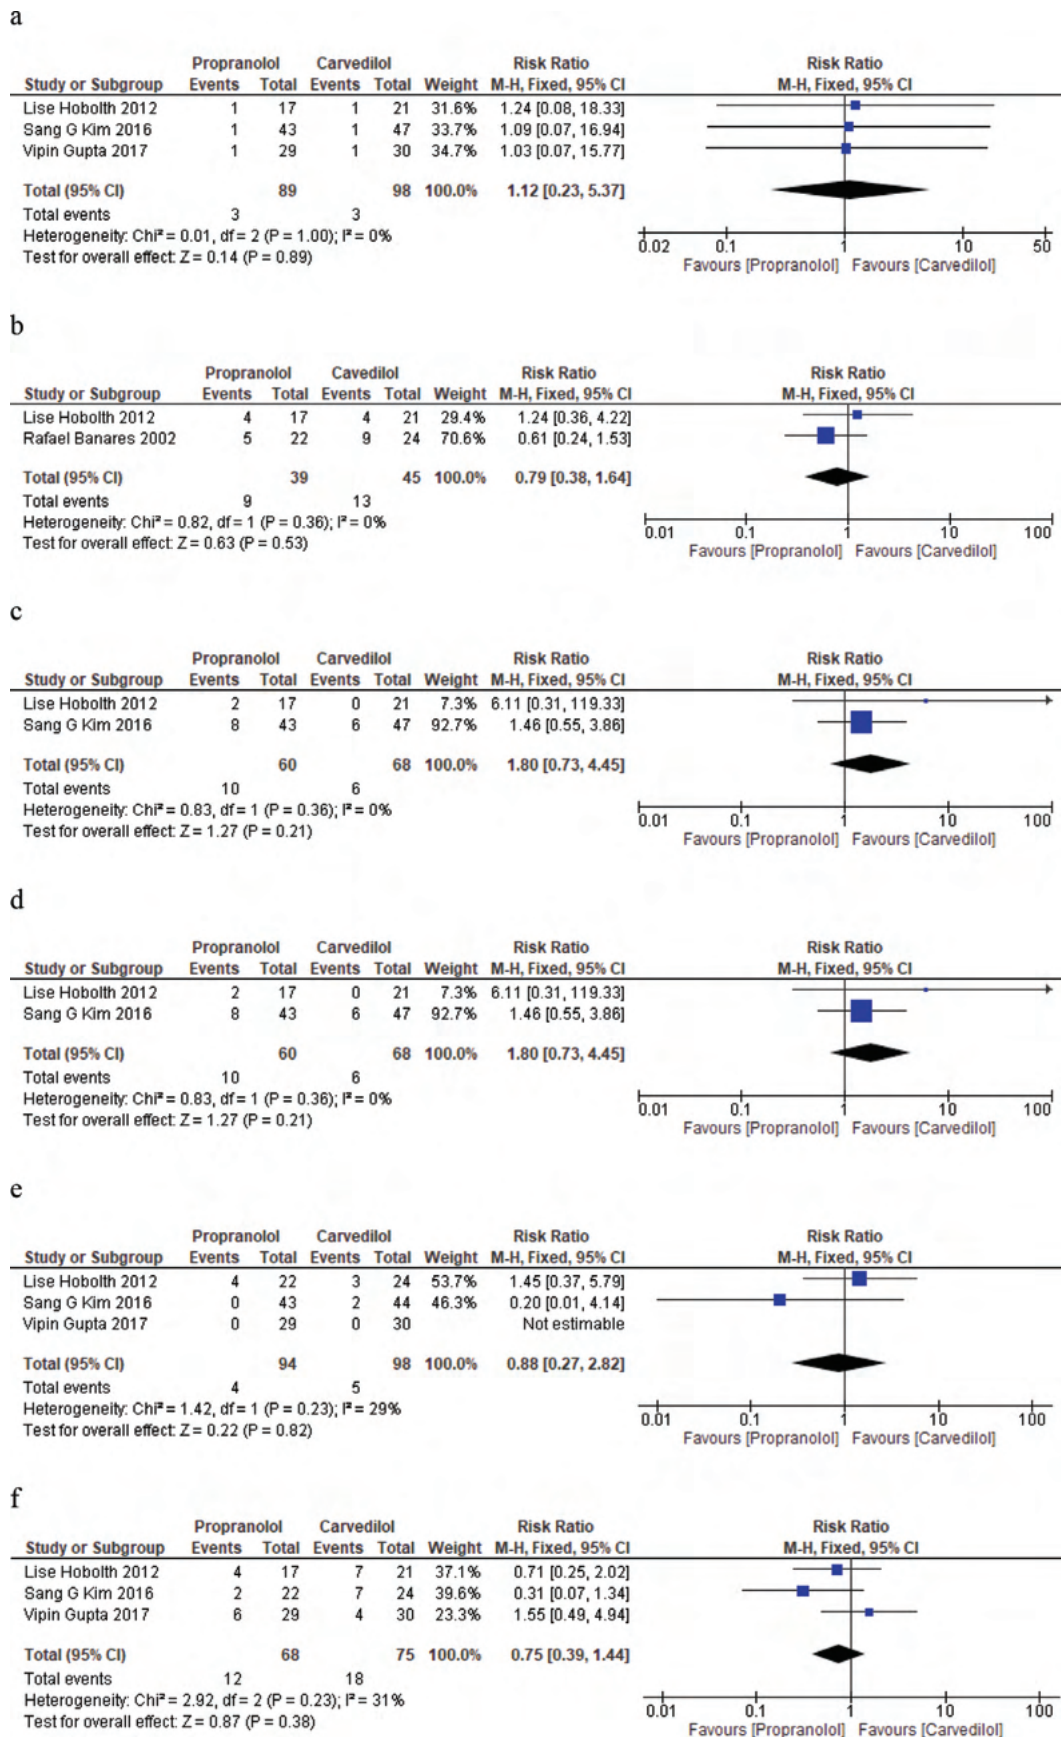 a
Propranolol Carvedilol Risk Ratio Risk Ratio
Study or Subgroup Events Total Events Total Weight M-H, Fixed, 95% CI M-H, Fixed, 95% CI
Lise Hobolth 2012 1 17 1 21 31.6% 1.24 [0.08, 18.33]
Sang G Kim 2016 1 43 1 47 33.7% 1.09 [0.07, 16.94]
Vipin Gupta 2017 1 29 1 30 34.7% 1.03 [0.07, 15.77]
Total (95% CI) 89 98 100.0% 1.12 [0.23, 5.37]
Total events 3 3
Heterogeneity: Chi² = 0.01, df = 2 (P = 1.00); I² = 0%
Test for overall effect: Z = 0.14 (P = 0.89)
0.02 0.1 1 10 50
Favours [Propranolol] Favours [Carvedilol]
b
Propranolol Cavedilol Risk Ratio Risk Ratio
Study or Subgroup Events Total Events Total Weight M-H, Fixed, 95% CI M-H, Fixed, 95% CI
Lise Hobolth 2012 4 17 4 21 29.4% 1.24 [0.36, 4.22]
Rafael Banares 2002 5 22 9 24 70.6% 0.61 [0.24, 1.53]
Total (95% CI) 39 45 100.0% 0.79 [0.38, 1.64]
Total events 9 13
Heterogeneity: Chi² = 0.82, df = 1 (P = 0.36); I² = 0%
Test for overall effect: Z = 0.63 (P = 0.53)
0.01 0.1 1 10 100
Favours [Propranolol] Favours [Carvedilol]
c
Propranolol Carvedilol Risk Ratio Risk Ratio
Study or Subgroup Events Total Events Total Weight M-H, Fixed, 95% CI M-H, Fixed, 95% CI
Lise Hobolth 2012 2 17 0 21 7.3% 6.11 [0.31, 119.33]
Sang G Kim 2016 8 43 6 47 92.7% 1.46 [0.55, 3.86]
Total (95% CI) 60 68 100.0% 1.80 [0.73, 4.45]
Total events 10 6
Heterogeneity: Chi² = 0.83, df = 1 (P = 0.36); I² = 0%
Test for overall effect: Z = 1.27 (P = 0.21)
0.01 0.1 1 10 100
Favours [Propranolol] Favours [Carvedilol]
d
Propranolol Carvedilol Risk Ratio Risk Ratio
Study or Subgroup Events Total Events Total Weight M-H, Fixed, 95% CI M-H, Fixed, 95% CI
Lise Hobolth 2012 2 17 0 21 7.3% 6.11 [0.31, 119.33]
Sang G Kim 2016 8 43 6 47 92.7% 1.46 [0.55, 3.86]
Total (95% CI) 60 68 100.0% 1.80 [0.73, 4.45]
Total events 10 6
Heterogeneity: Chi² = 0.83, df = 1 (P = 0.36); I² = 0%
Test for overall effect: Z = 1.27 (P = 0.21)
0.01 0.1 1 10 100
Favours [Propranolol] Favours [Carvedilol]
e
Propranolol Carvedilol Risk Ratio Risk Ratio
Study or Subgroup Events Total Events Total Weight M-H, Fixed, 95% CI M-H, Fixed, 95% CI
Lise Hobolth 2012 4 22 3 24 53.7% 1.45 [0.37, 5.79]
Sang G Kim 2016 0 43 2 44 46.3% 0.20 [0.01, 4.14]
Vipin Gupta 2017 0 29 0 30 Not estimable
Total (95% CI) 94 98 100.0% 0.88 [0.27, 2.82]
Total events 4 5
Heterogeneity: Chi² = 1.42, df = 1 (P = 0.23); I² = 29%
Test for overall effect: Z = 0.22 (P = 0.82)
0.01 0.1 1 10 100
Favours [Propranolol] Favours [Carvedilol]
f
Propranolol Carvedilol Risk Ratio Risk Ratio
Study or Subgroup Events Total Events Total Weight M-H, Fixed, 95% CI M-H, Fixed, 95% CI
Lise Hobolth 2012 4 17 7 21 37.1% 0.71 [0.25, 2.02]
Sang G Kim 2016 2 22 7 24 39.6% 0.31 [0.07, 1.34]
Vipin Gupta 2017 6 29 4 30 23.3% 1.55 [0.49, 4.94]
Total (95% CI) 68 75 100.0% 0.75 [0.39, 1.44]
Total events 12 18
Heterogeneity: Chi² = 2.92, df = 2 (P = 0.23); I² = 31%
Test for overall effect: Z = 0.87 (P = 0.38)
0.01 0.1 1 10 100
Favours [Propranolol] Favours [Carvedilol]